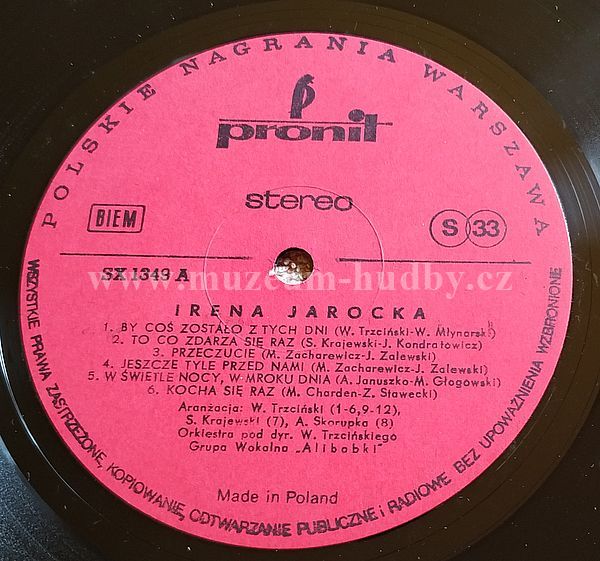 POLSKIE NAGRANIA WARSZAWA
pronit
stereo
BIEM
S 33
SX 1349 A
www.muzeum-hudby.cz
IRENA JAROCKA
1. BY COŚ ZOSTAŁO Z TYCH DNI (W. Trzciński-W. Młynarski)
2. TO CO ZDARZA SIĘ RAZ (S. Krajewski-J. Kondratowicz)
3. PRZECZUCIE (M. Zacharewicz-J. Zalewski)
4. JESZCZE TYLE PRZED NAMI (M. Zacharewicz-J. Zalewski)
5. W ŚWIETLE NOCY, W MROKU DNIA (A. Januszko-M. Głogowski)
6. KOCHA SIĘ RAZ (M. Charden-Z. Stawecki)
Aranżacja: W. Trzciński (1-6,9-12),
S. Krajewski (7), A. Skorupka (8)
Orkiestra pod dyr. W. Trzcińskiego
Grupa Wokalna „Alibabki"
Made in Poland
WSZYSTKIE PRAWA ZASTRZEŻONE, KOPIOWANIE, ODTWARZANIE PUBLICZNE i RADIOWE BEZ UPOWAŻNIENIA WZBRONIONE